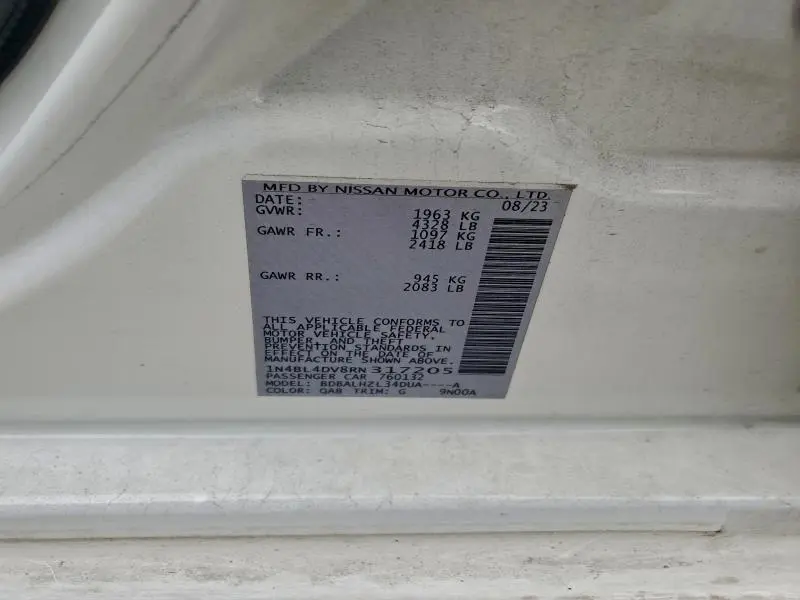 MFD BY NISSAN MOTOR CO., LTD.
DATE: 08/23
GVWR: 1963 KG
4328 LB
GAWR FR.: 1097 KG
2418 LB
GAWR RR.: 945 KG
2083 LB
THIS VEHICLE CONFORMS TO
ALL APPLICABLE FEDERAL
MOTOR VEHICLE SAFETY,
BUMPER, AND THEFT
PREVENTION STANDARDS IN
EFFECT ON THE DATE OF
MANUFACTURE SHOWN ABOVE.
1N4BL4DV8RN317205
PASSENGER CAR 760132
MODEL: BDBALHZL34DUA----A
COLOR: QAB TRIM: G 9N00A